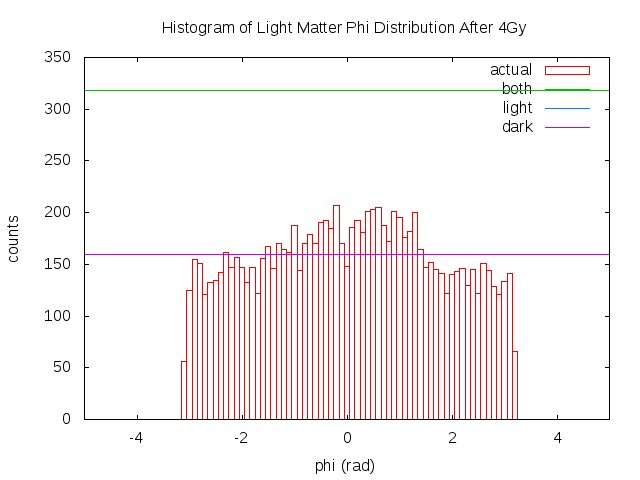 Histogram of Light Matter Phi Distribution After 4Gy
350
300
250
200
150
100
50
0
counts
actual
both
light
dark
-4 -2 0 2 4
phi (rad)